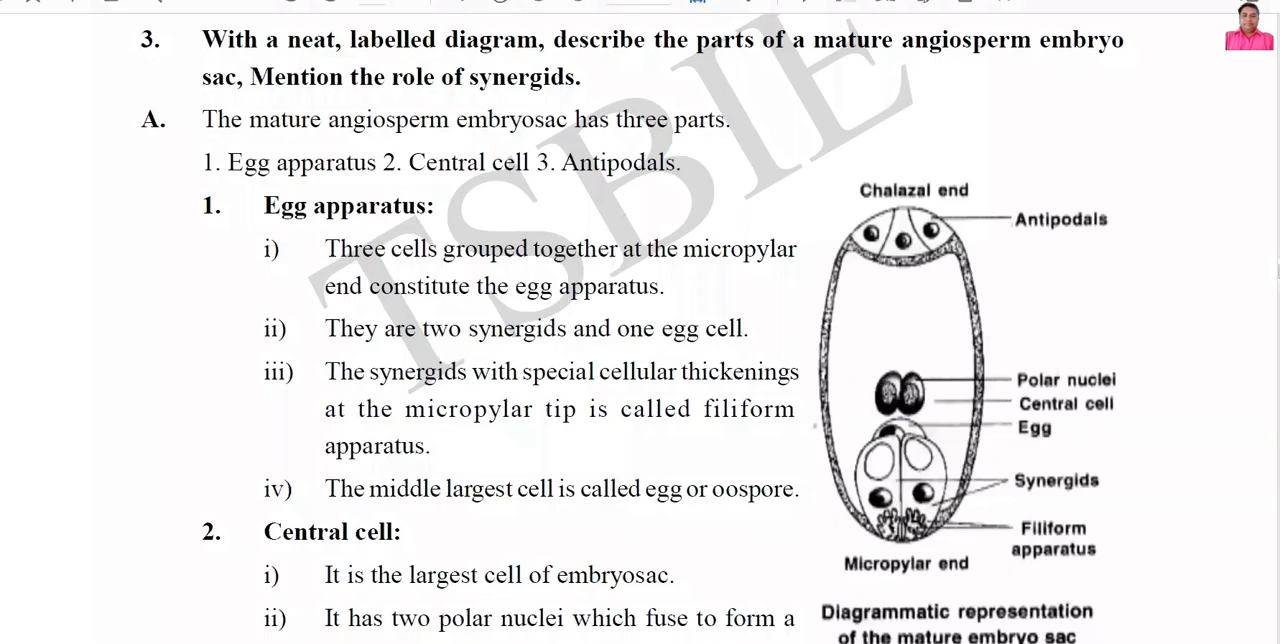 3. With a neat, labelled diagram, describe the parts of a mature angiosperm embryo
sac, Mention the role of synergids.
A. The mature angiosperm embryosac has three parts.
1. Egg apparatus 2. Central cell 3. Antipodals.
1. Egg apparatus:
i) Three cells grouped together at the micropylar
end constitute the egg apparatus.
ii) They are two synergids and one egg cell.
iii) The synergids with special cellular thickenings
at the micropylar tip is called filiform
apparatus.
iv) The middle largest cell is called egg or oospore.
2. Central cell:
i) It is the largest cell of embryosac.
ii) It has two polar nuclei which fuse to form a
Chalazal end
Antipodals
Polar nuclei
Central cell
Egg
Synergids
Filiform
apparatus
Micropylar end
Diagrammatic representation
of the mature embryo sac
TSBIE